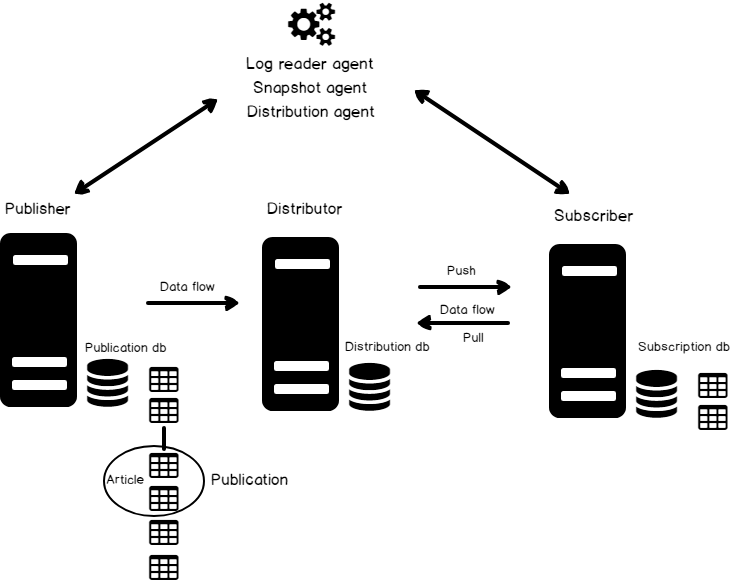 Log reader agent
Snapshot agent
Distribution agent
Publisher
Distributor
Subscriber
Data flow
Push
Data flow
Pull
Publication db
Distribution db
Subscription db
Article
Publication